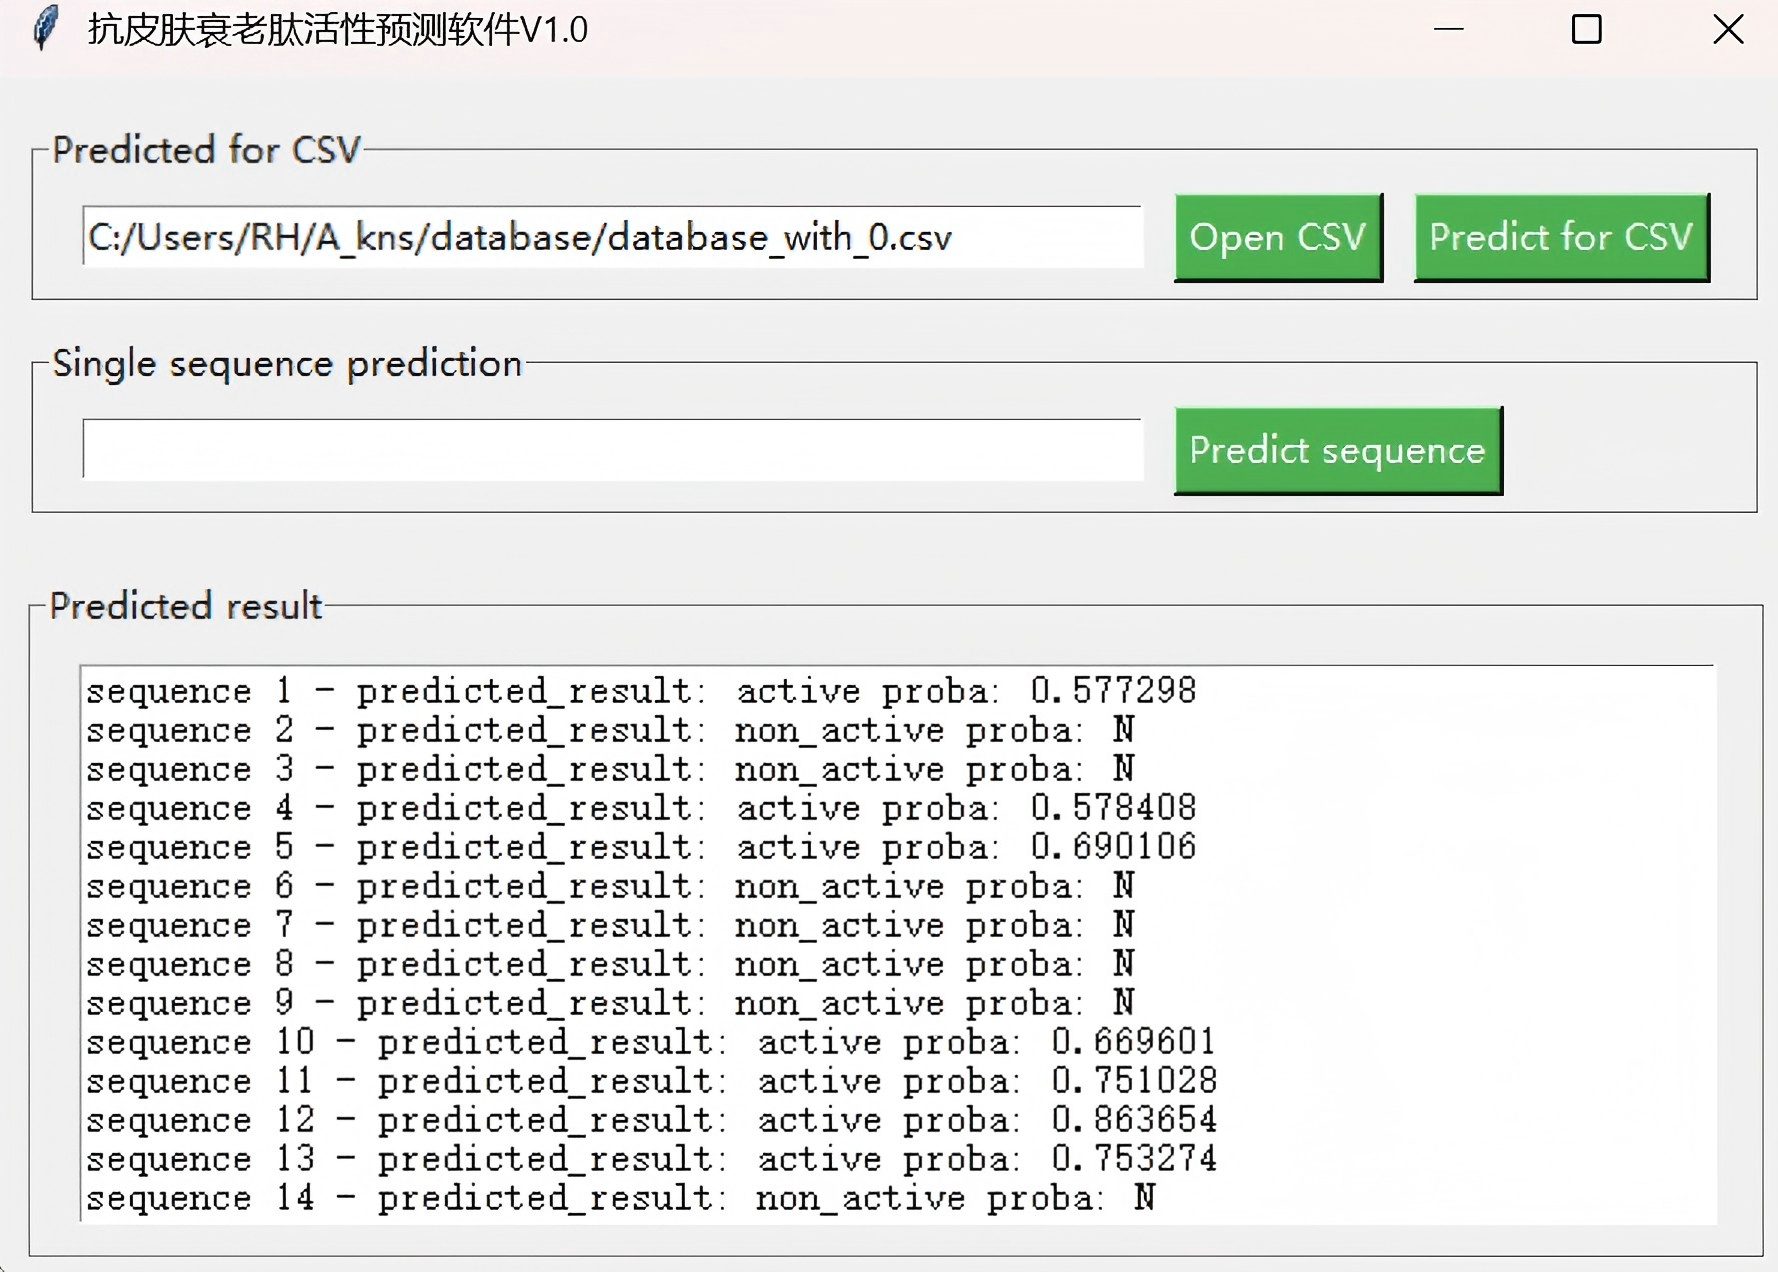 抗皮肤衰老肽活性预测软件V1.0
Predicted for CSV
C:/Users/RH/A_kns/database/database_with_0.csv
Open CSV
Predict for CSV
Single sequence prediction
Predict sequence
Predicted result
sequence 1 - predicted_result: active proba: 0.577298
sequence 2 - predicted_result: non_active proba: N
sequence 3 - predicted_result: non_active proba: N
sequence 4 - predicted_result: active proba: 0.578408
sequence 5 - predicted_result: active proba: 0.690106
sequence 6 - predicted_result: non_active proba: N
sequence 7 - predicted_result: non_active proba: N
sequence 8 - predicted_result: non_active proba: N
sequence 9 - predicted_result: non_active proba: N
sequence 10 - predicted_result: active proba: 0.669601
sequence 11 - predicted_result: active proba: 0.751028
sequence 12 - predicted_result: active proba: 0.863654
sequence 13 - predicted_result: active proba: 0.753274
sequence 14 - predicted_result: non_active proba: N